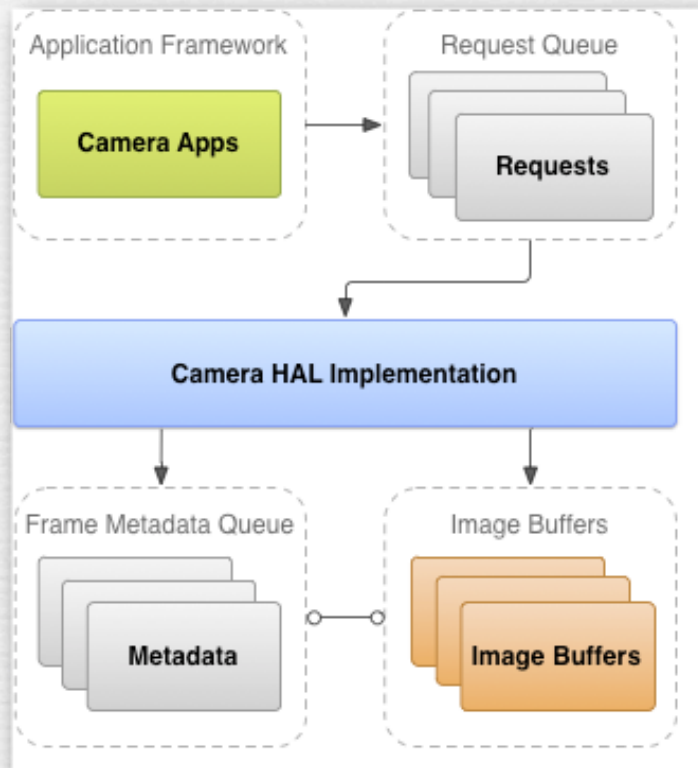 Application Framework
Request Queue
Camera Apps
Requests
Camera HAL Implementation
Frame Metadata Queue
Image Buffers
Metadata
Image Buffers